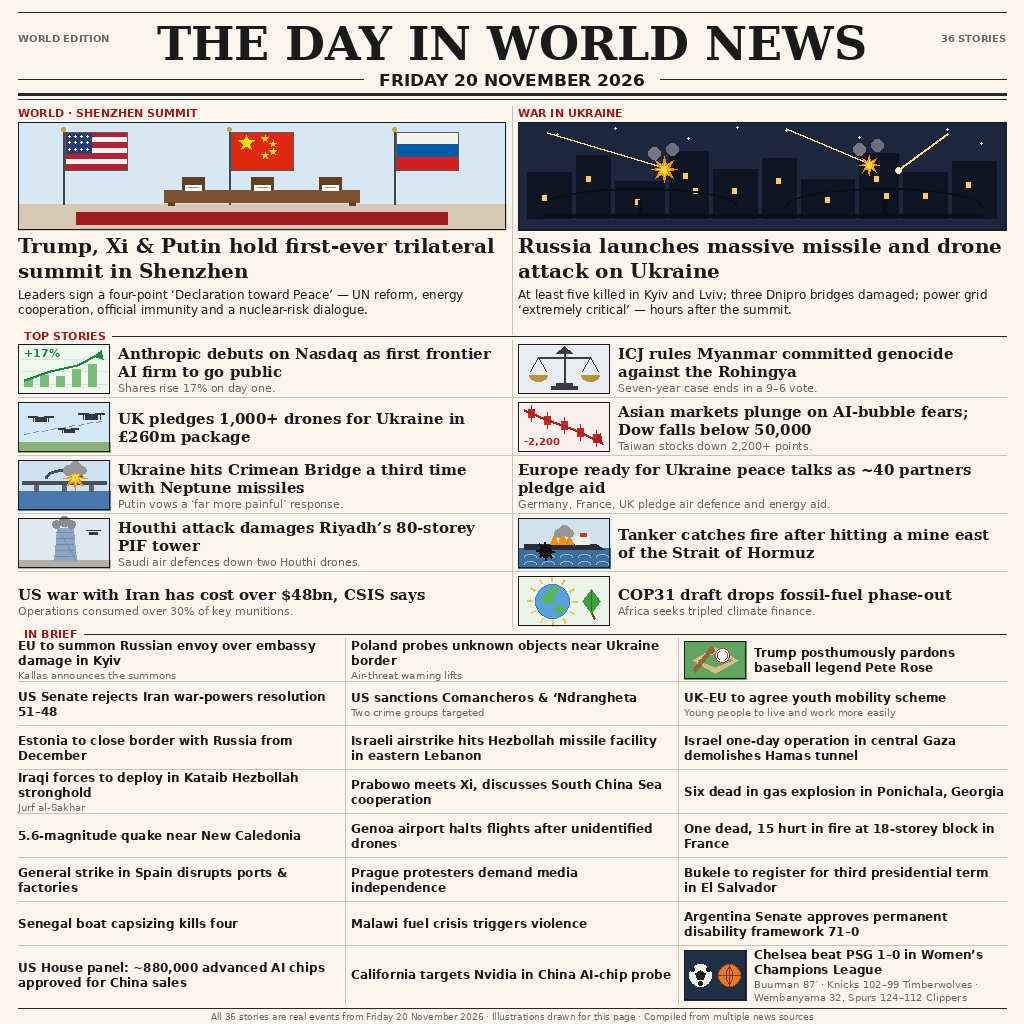 WORLD EDITION
THE DAY IN WORLD NEWS
36 STORIES
FRIDAY 20 NOVEMBER 2026
WORLD · SHENZHEN SUMMIT
Trump, Xi & Putin hold first-ever trilateral
summit in Shenzhen
Leaders sign a four-point ‘Declaration toward Peace’ — UN reform, energy
cooperation, official immunity and a nuclear-risk dialogue.
WAR IN UKRAINE
Russia launches massive missile and drone
attack on Ukraine
At least five killed in Kyiv and Lviv; three Dnipro bridges damaged; power grid
‘extremely critical’ — hours after the summit.
TOP STORIES
+17%
Anthropic debuts on Nasdaq as first frontier
AI firm to go public
Shares rise 17% on day one.
ICJ rules Myanmar committed genocide
against the Rohingya
Seven-year case ends in a 9–6 vote.
UK pledges 1,000+ drones for Ukraine in
£260m package
-2,200
Asian markets plunge on AI-bubble fears;
Dow falls below 50,000
Taiwan stocks down 2,200+ points.
Ukraine hits Crimean Bridge a third time
with Neptune missiles
Putin vows a ‘far more painful’ response.
Europe ready for Ukraine peace talks as ~40 partners
pledge aid
Germany, France, UK pledge air defence and energy aid.
Houthi attack damages Riyadh’s 80-storey
PIF tower
Saudi air defences down two Houthi drones.
Tanker catches fire after hitting a mine east
of the Strait of Hormuz
US war with Iran has cost over $48bn, CSIS says
Operations consumed over 30% of key munitions.
COP31 draft drops fossil-fuel phase-out
Africa seeks tripled climate finance.
IN BRIEF
EU to summon Russian envoy over embassy
damage in Kyiv
Kallas announces the summons
Poland probes unknown objects near Ukraine
border
Air-threat warning lifts
Trump posthumously pardons
baseball legend Pete Rose
US Senate rejects Iran war-powers resolution
51–48
US sanctions Comancheros & ‘Ndrangheta
Two crime groups targeted
UK–EU to agree youth mobility scheme
Young people to live and work more easily
Estonia to close border with Russia from
December
Israeli airstrike hits Hezbollah missile facility
in eastern Lebanon
Israel one-day operation in central Gaza
demolishes Hamas tunnel
Iraqi forces to deploy in Kataib Hezbollah
stronghold
Jurf al-Sakhar
Prabowo meets Xi, discusses South China Sea
cooperation
Six dead in gas explosion in Ponichala, Georgia
5.6-magnitude quake near New Caledonia
Genoa airport halts flights after unidentified
drones
One dead, 15 hurt in fire at 18-storey block in
France
General strike in Spain disrupts ports &
factories
Prague protesters demand media
independence
Bukele to register for third presidential term
in El Salvador
Senegal boat capsizing kills four
Malawi fuel crisis triggers violence
Argentina Senate approves permanent
disability framework 71–0
US House panel: ~880,000 advanced AI chips
approved for China sales
California targets Nvidia in China AI-chip probe
Chelsea beat PSG 1–0 in Women’s
Champions League
Buurman 87′ · Knicks 102–99 Timberwolves ·
Wembanyama 32, Spurs 124–112 Clippers
All 36 stories are real events from Friday 20 November 2026 · Illustrations drawn for this page · Compiled from multiple news sources